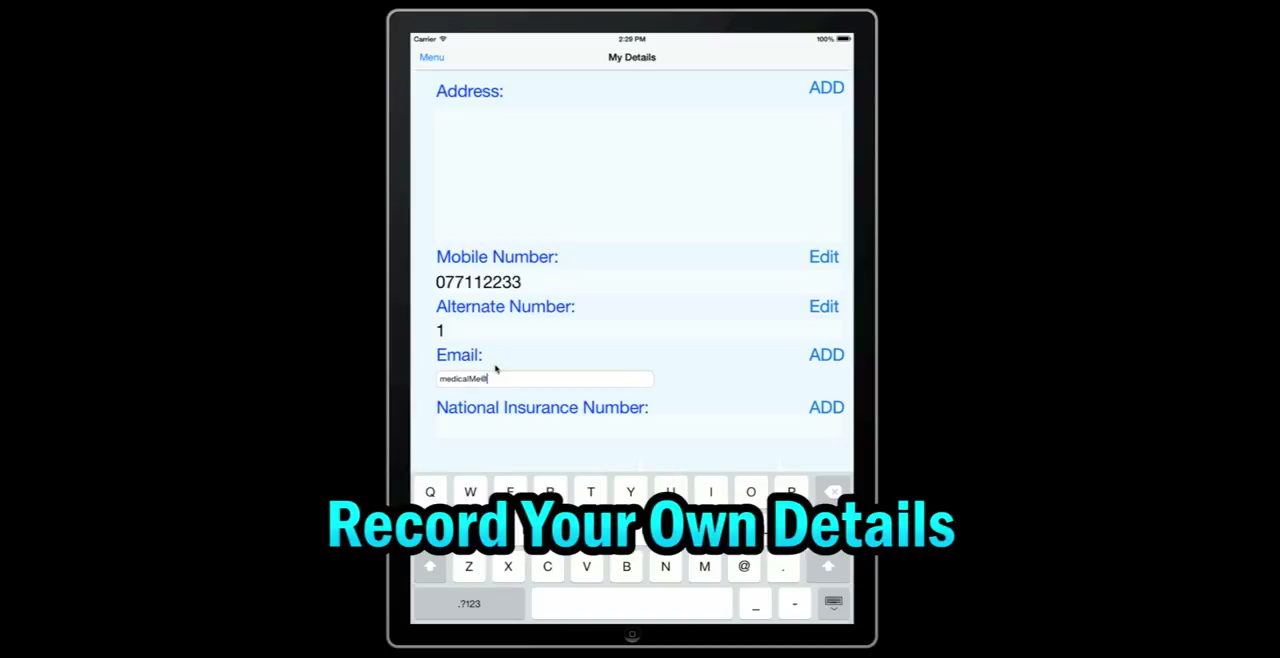 Carrier 2:29 PM 100%
Menu My Details
Address: ADD
Mobile Number: Edit
077112233
Alternate Number: Edit
1
Email: ADD
medicalMe@
National Insurance Number: ADD
Q W E R T Y U I O P
Record Your Own Details
Z X C V B N M @ .
.?123 _ -